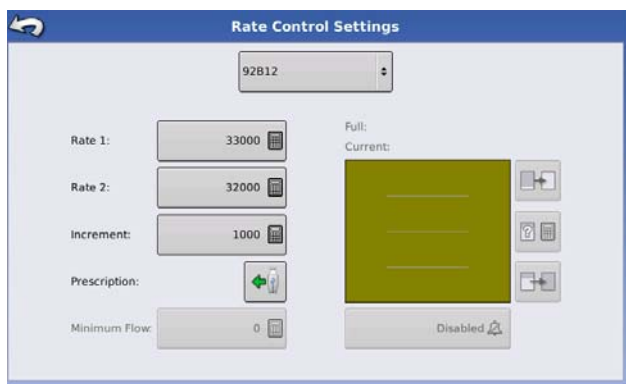 Rate Control Settings
92B12
Rate 1: 33000
Rate 2: 32000
Increment: 1000
Prescription:
Minimum Flow: 0
Full:
Current:
?
Disabled